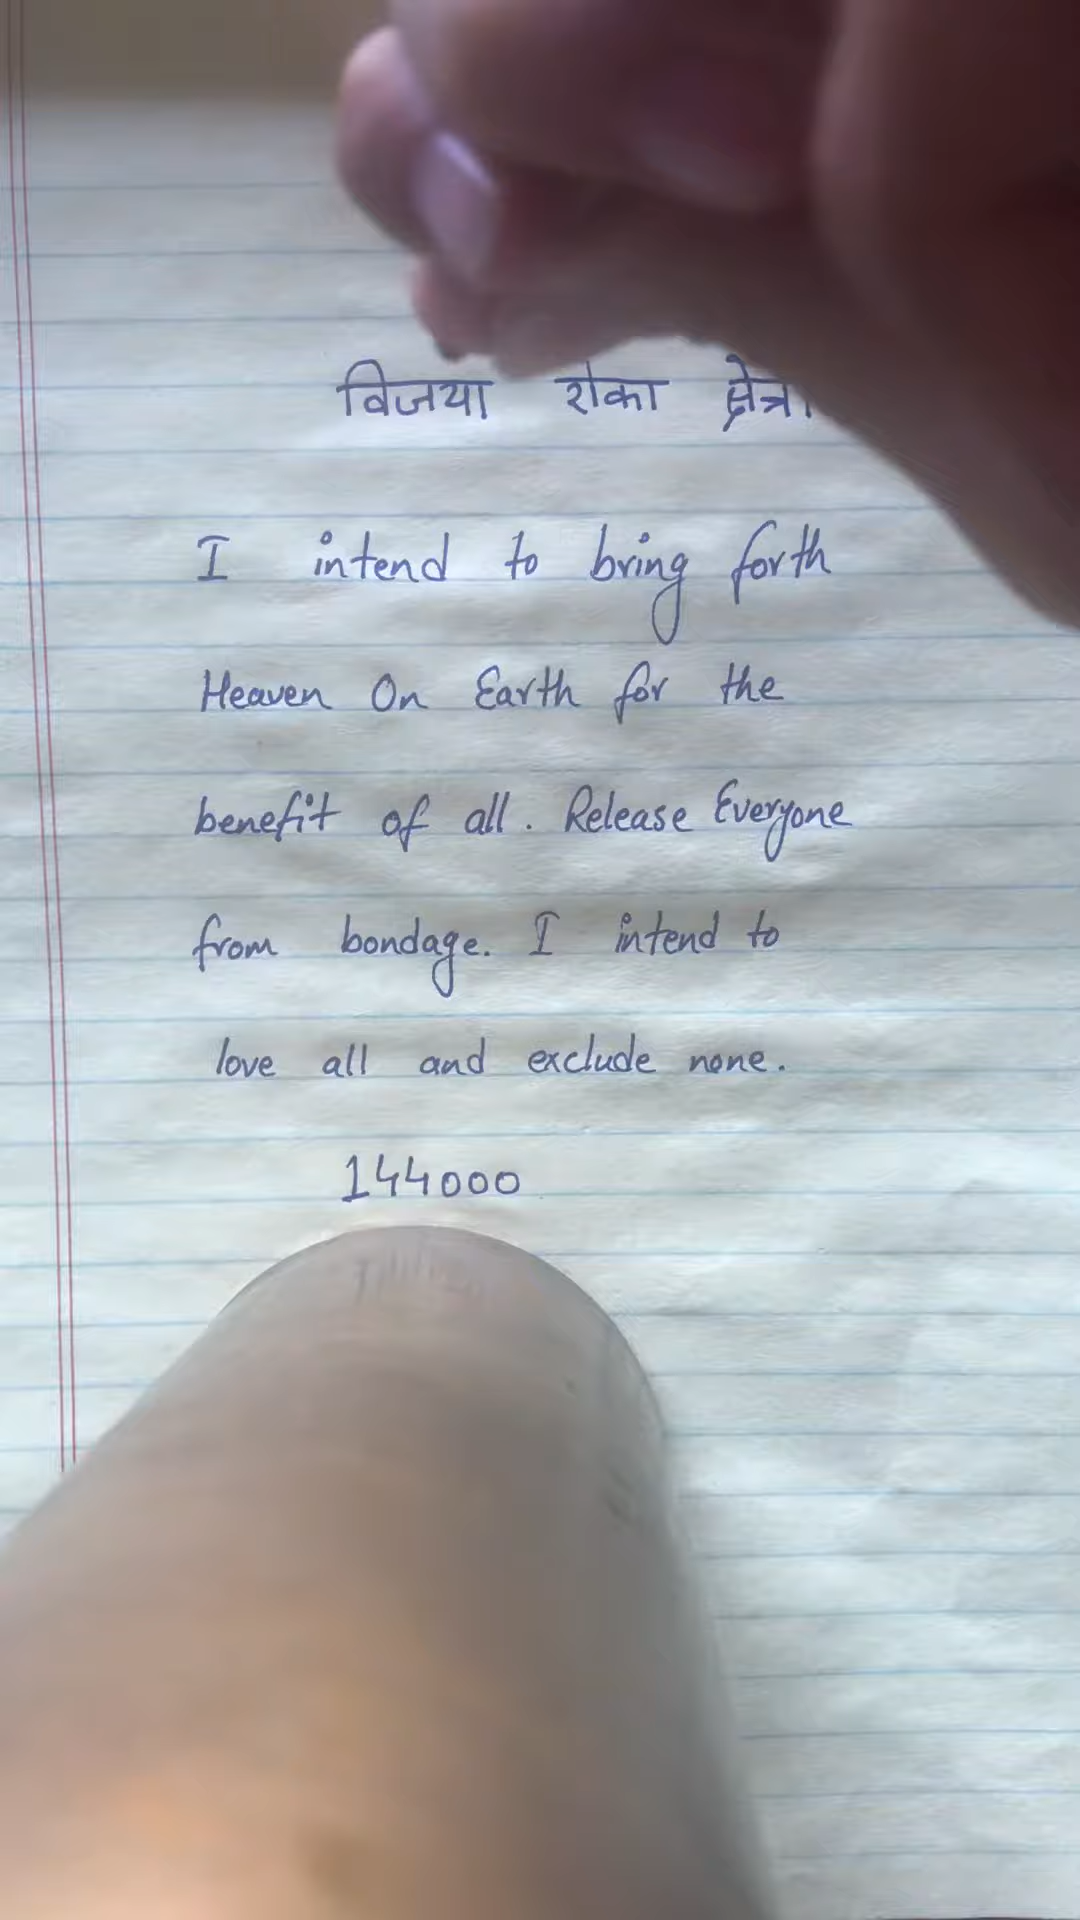 विजया रोका क्षेत्र
I intend to bring forth
Heaven On Earth for the
benefit of all. Release Everyone
from bondage. I intend to
love all and exclude none.
144000